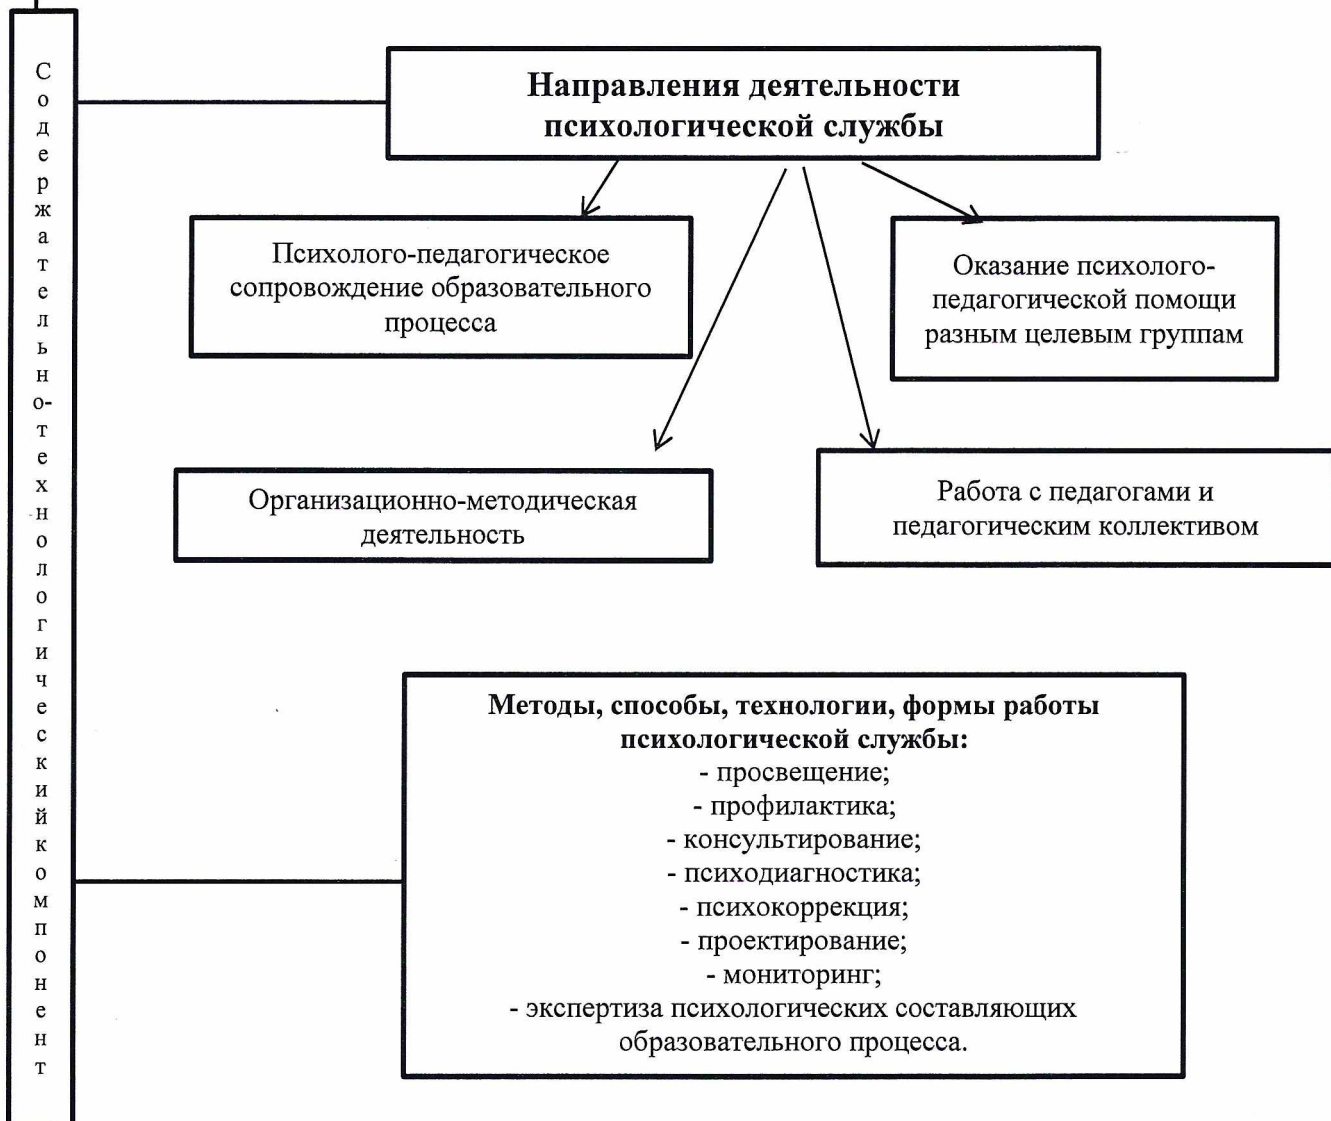 Содержательно-технологический компонент
Направления деятельности
психологической службы
Психолого-педагогическое
сопровождение образовательного
процесса
Оказание психолого-
педагогической помощи
разным целевым группам
Организационно-методическая
деятельность
Работа с педагогами и
педагогическим коллективом
Методы, способы, технологии, формы работы
психологической службы:
- просвещение;
- профилактика;
- консультирование;
- психодиагностика;
- психокоррекция;
- проектирование;
- мониторинг;
- экспертиза психологических составляющих
образовательного процесса.